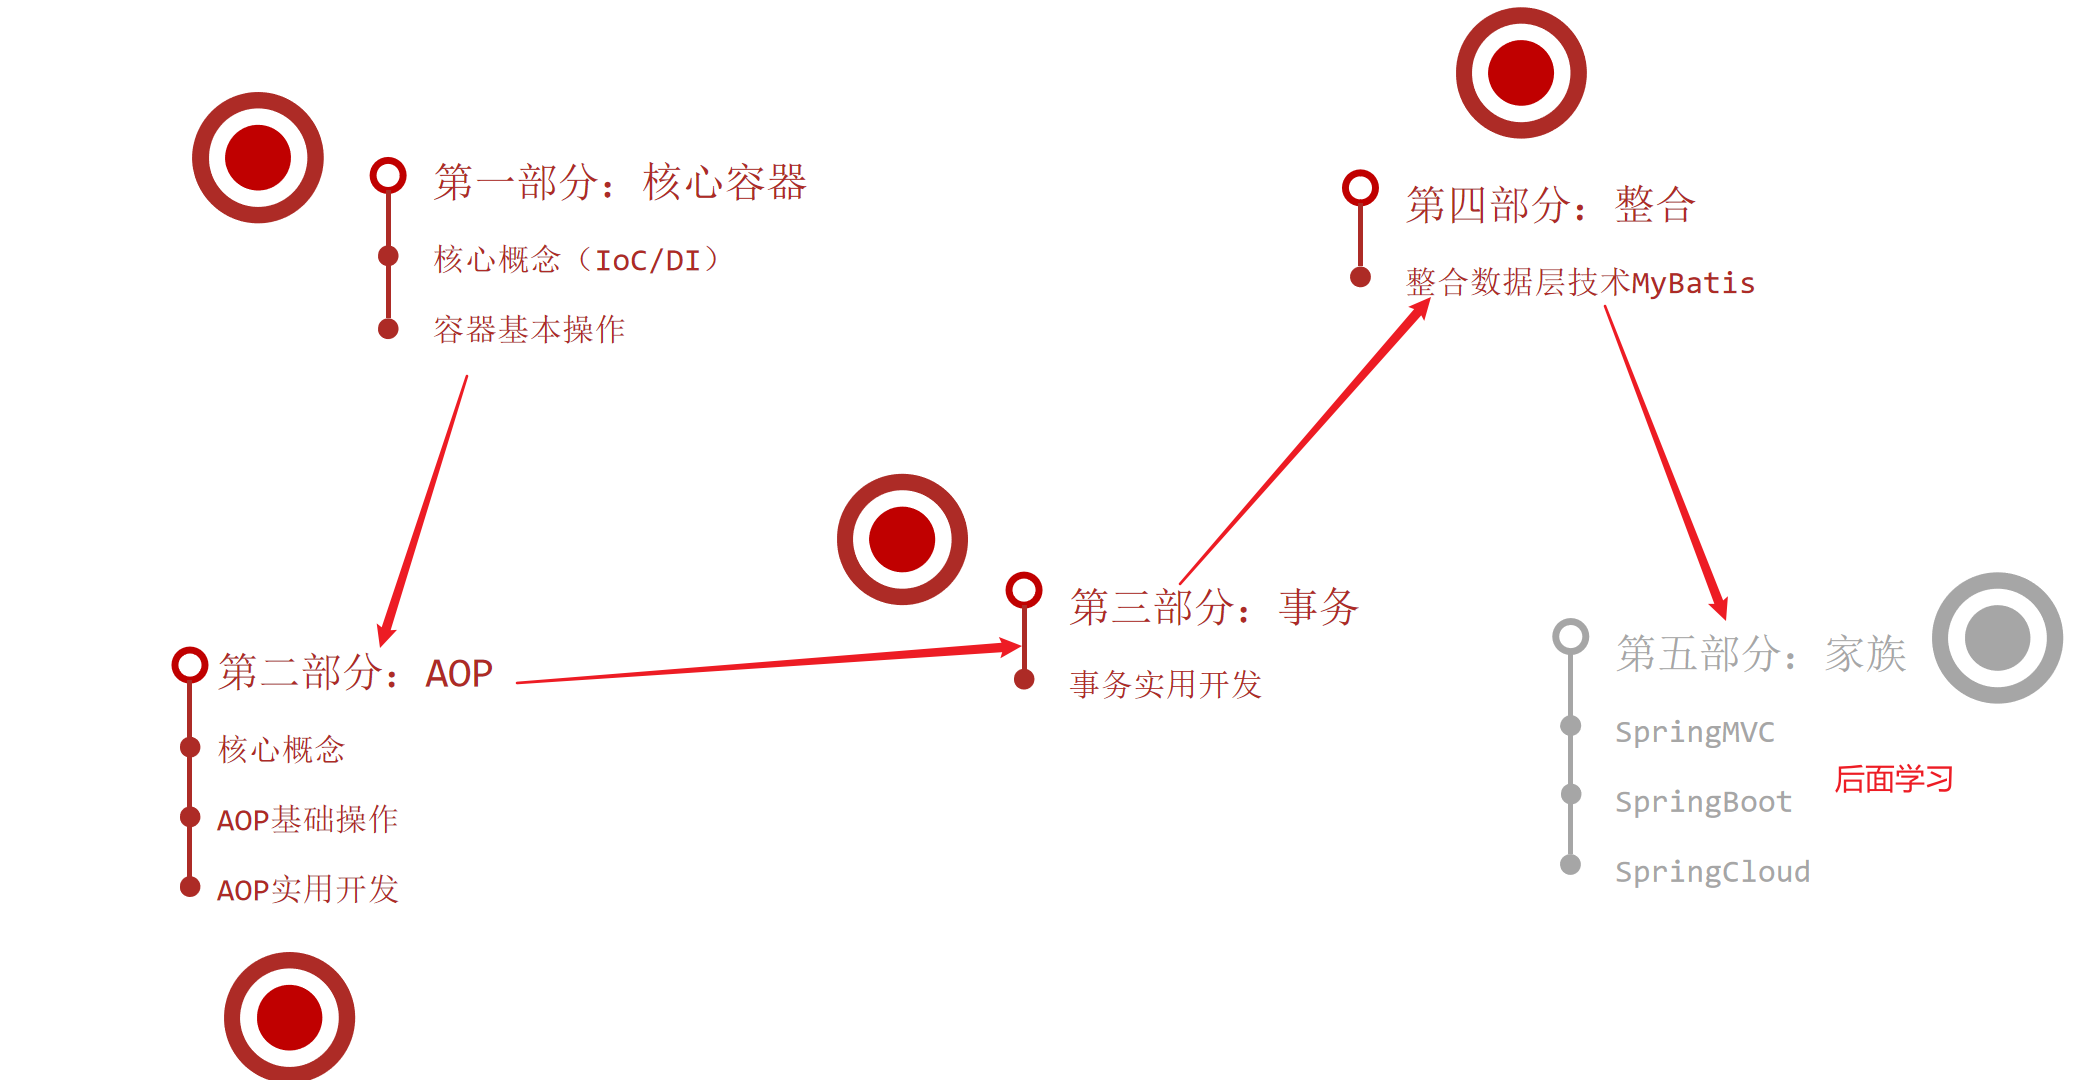 第一部分：核心容器
核心概念（IoC/DI）
容器基本操作
第二部分：AOP
核心概念
AOP基础操作
AOP实用开发
第三部分：事务
事务实用开发
第四部分：整合
整合数据层技术MyBatis
第五部分：家族
SpringMVC
SpringBoot
SpringCloud
后面学习